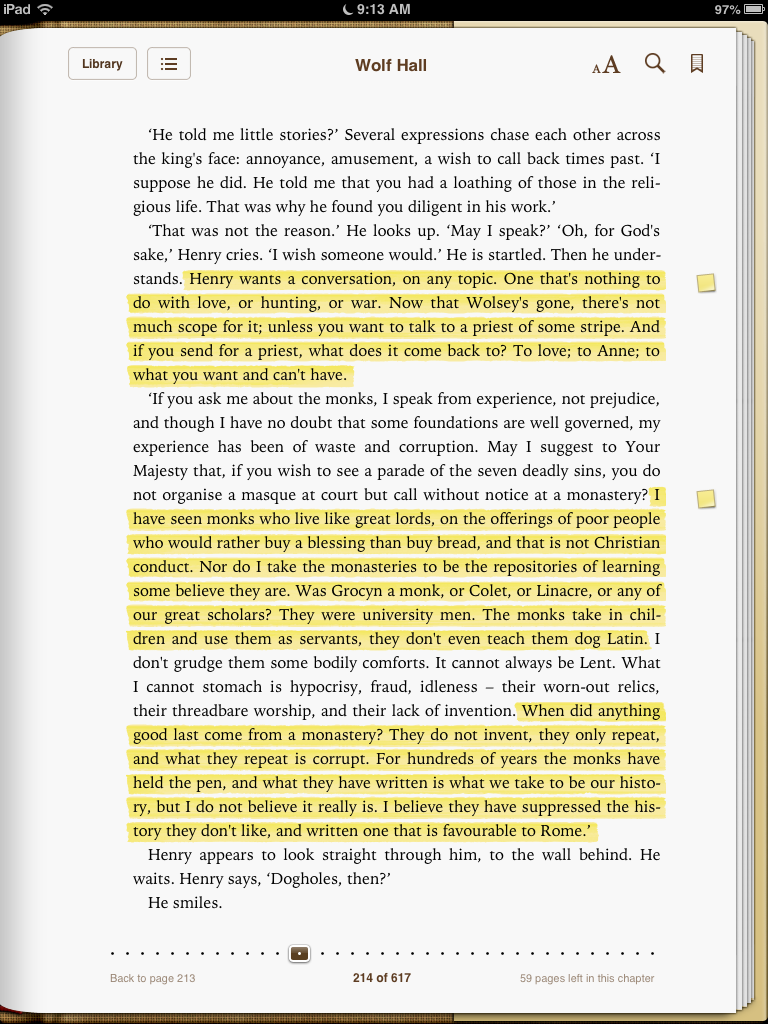 iPad 9:13 AM 97%
Library Wolf Hall AA
‘He told me little stories?’ Several expressions chase each other across
the king's face: annoyance, amusement, a wish to call back times past. ‘I
suppose he did. He told me that you had a loathing of those in the reli-
gious life. That was why he found you diligent in his work.’
‘That was not the reason.’ He looks up. ‘May I speak?’ ‘Oh, for God's
sake,’ Henry cries. ‘I wish someone would.’ He is startled. Then he under-
stands. Henry wants a conversation, on any topic. One that's nothing to
do with love, or hunting, or war. Now that Wolsey's gone, there's not
much scope for it; unless you want to talk to a priest of some stripe. And
if you send for a priest, what does it come back to? To love; to Anne; to
what you want and can't have.
‘If you ask me about the monks, I speak from experience, not prejudice,
and though I have no doubt that some foundations are well governed, my
experience has been of waste and corruption. May I suggest to Your
Majesty that, if you wish to see a parade of the seven deadly sins, you do
not organise a masque at court but call without notice at a monastery? I
have seen monks who live like great lords, on the offerings of poor people
who would rather buy a blessing than buy bread, and that is not Christian
conduct. Nor do I take the monasteries to be the repositories of learning
some believe they are. Was Grocyn a monk, or Colet, or Linacre, or any of
our great scholars? They were university men. The monks take in chil-
dren and use them as servants, they don't even teach them dog Latin. I
don't grudge them some bodily comforts. It cannot always be Lent. What
I cannot stomach is hypocrisy, fraud, idleness – their worn-out relics,
their threadbare worship, and their lack of invention. When did anything
good last come from a monastery? They do not invent, they only repeat,
and what they repeat is corrupt. For hundreds of years the monks have
held the pen, and what they have written is what we take to be our histo-
ry, but I do not believe it really is. I believe they have suppressed the his-
tory they don't like, and written one that is favourable to Rome.’
Henry appears to look straight through him, to the wall behind. He
waits. Henry says, ‘Dogholes, then?’
He smiles.
Back to page 213 214 of 617 59 pages left in this chapter